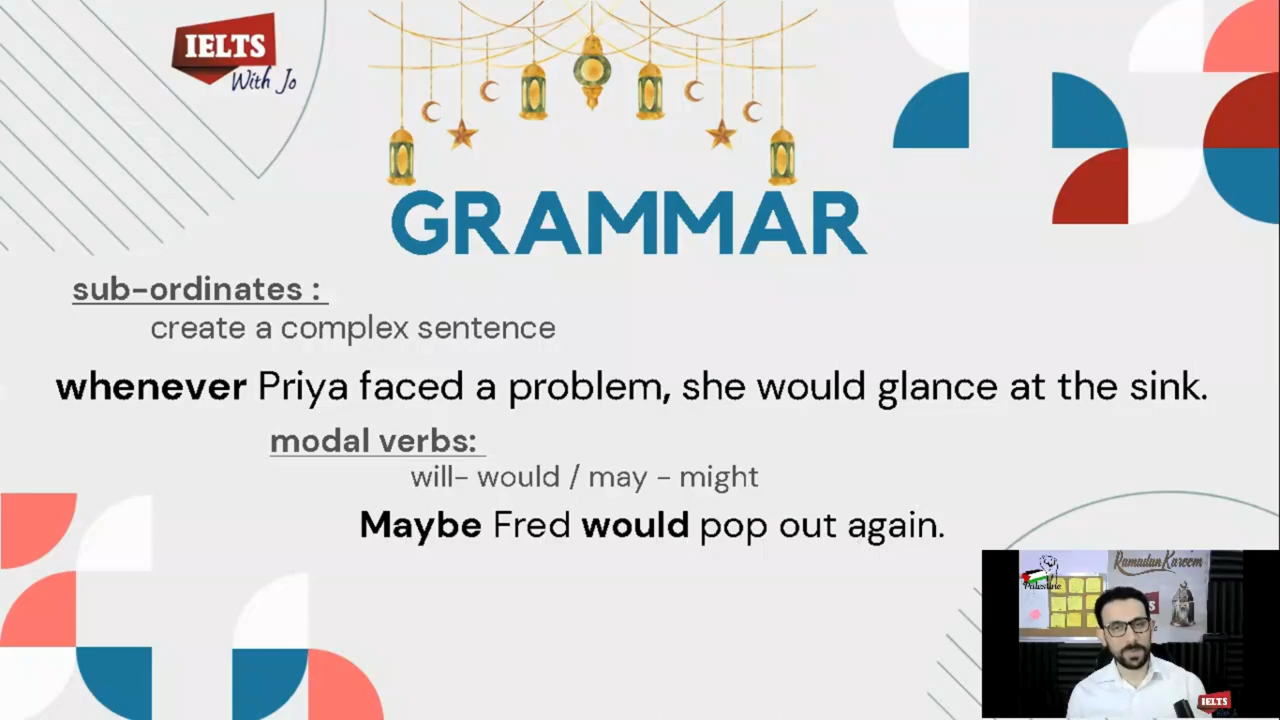 IELTS
With Jo
GRAMMAR
sub-ordinates :
create a complex sentence
whenever Priya faced a problem, she would glance at the sink.
modal verbs:
will- would / may - might
Maybe Fred would pop out again.
Ramadan Kareem
Palestine
IELTS